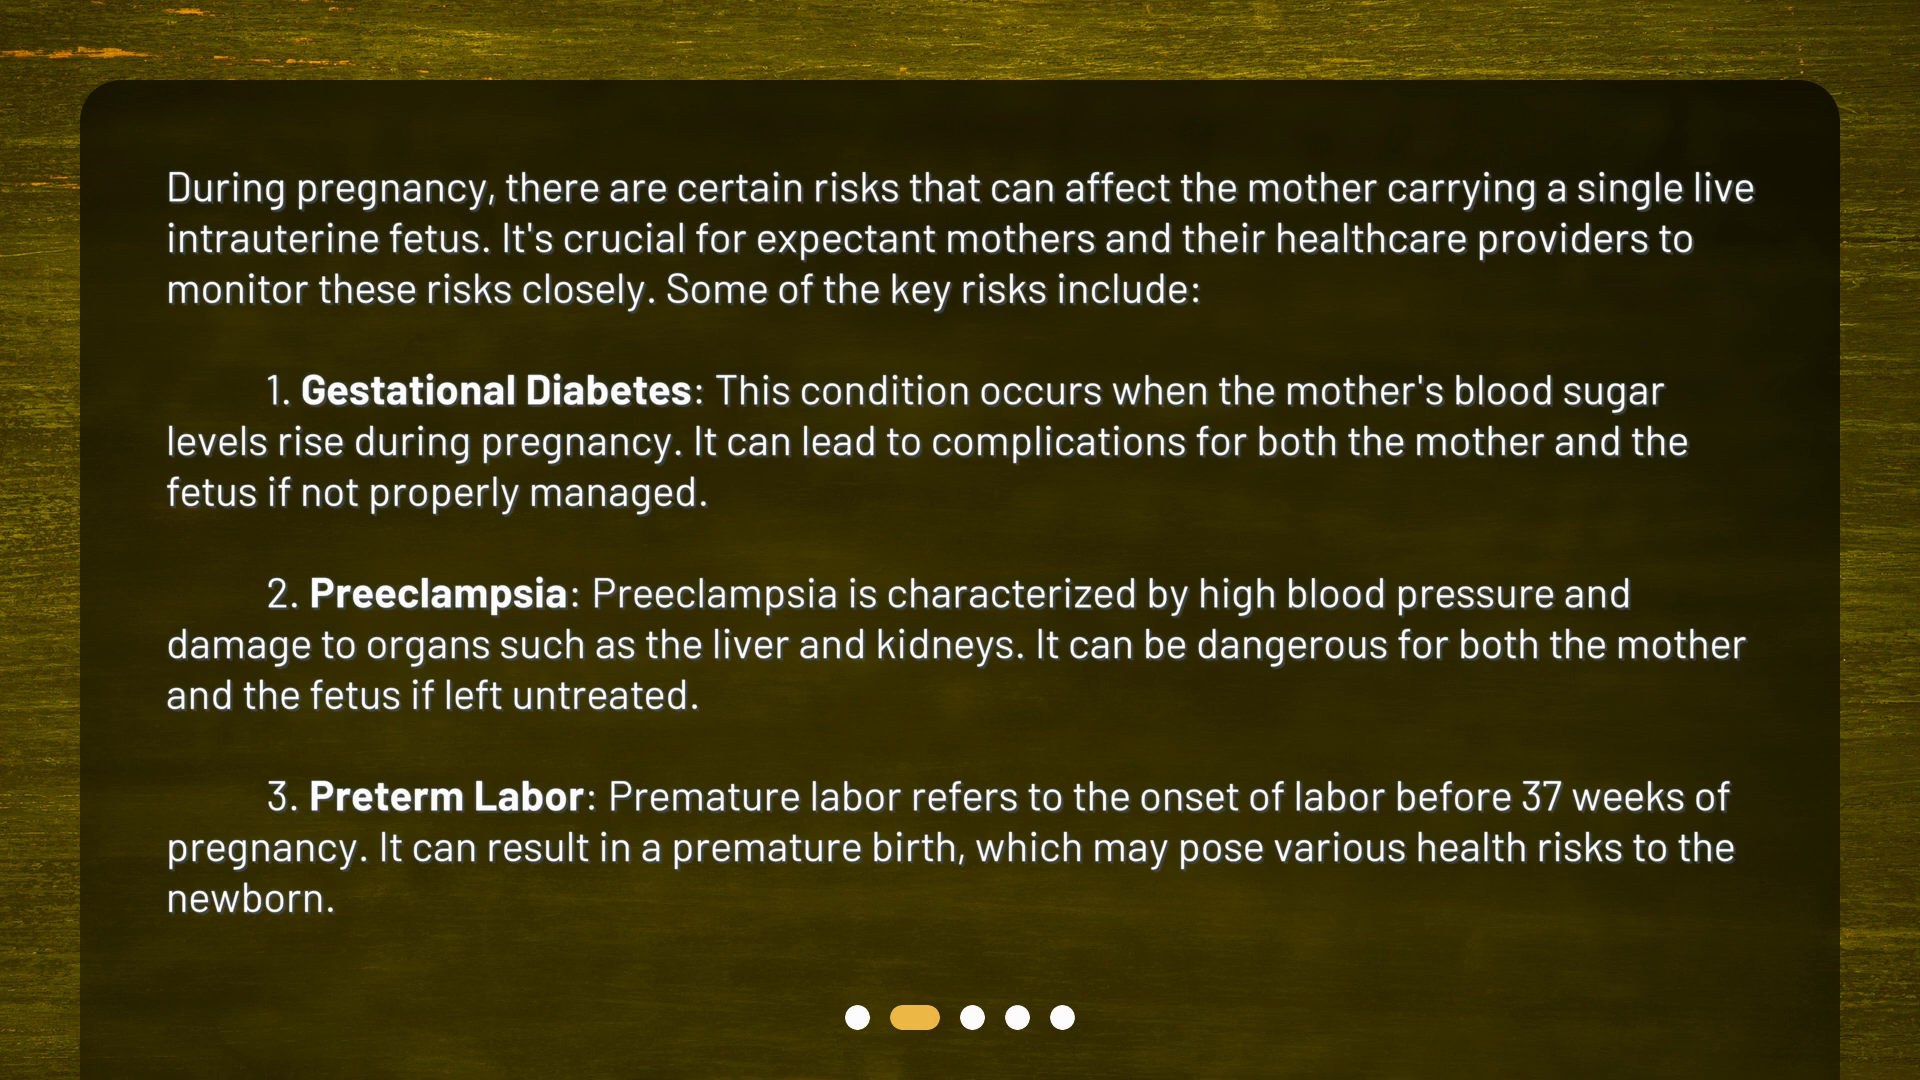 During pregnancy, there are certain risks that can affect the mother carrying a single live
intrauterine fetus. It's crucial for expectant mothers and their healthcare providers to
monitor these risks closely. Some of the key risks include:
1. Gestational Diabetes: This condition occurs when the mother's blood sugar
levels rise during pregnancy. It can lead to complications for both the mother and the
fetus if not properly managed.
2. Preeclampsia: Preeclampsia is characterized by high blood pressure and
damage to organs such as the liver and kidneys. It can be dangerous for both the mother
and the fetus if left untreated.
3. Preterm Labor: Premature labor refers to the onset of labor before 37 weeks of
pregnancy. It can result in a premature birth, which may pose various health risks to the
newborn.